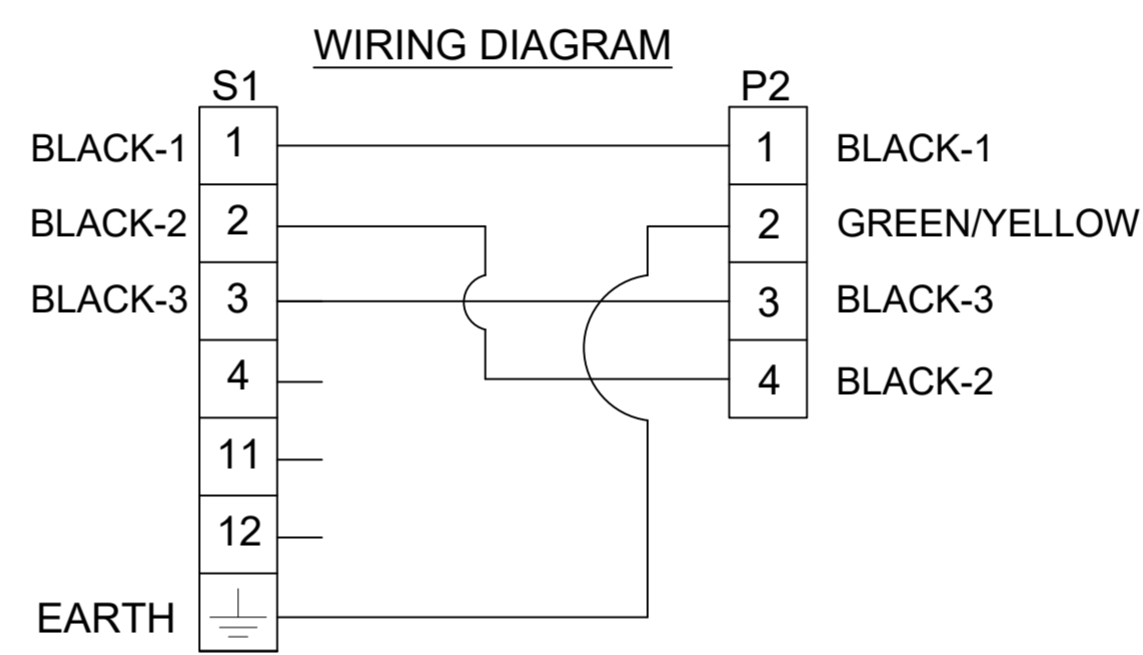 WIRING DIAGRAM
S1 P2
BLACK-1 1 1 BLACK-1
BLACK-2 2 2 GREEN/YELLOW
BLACK-3 3 3 BLACK-3
4 4 BLACK-2
11
12
EARTH